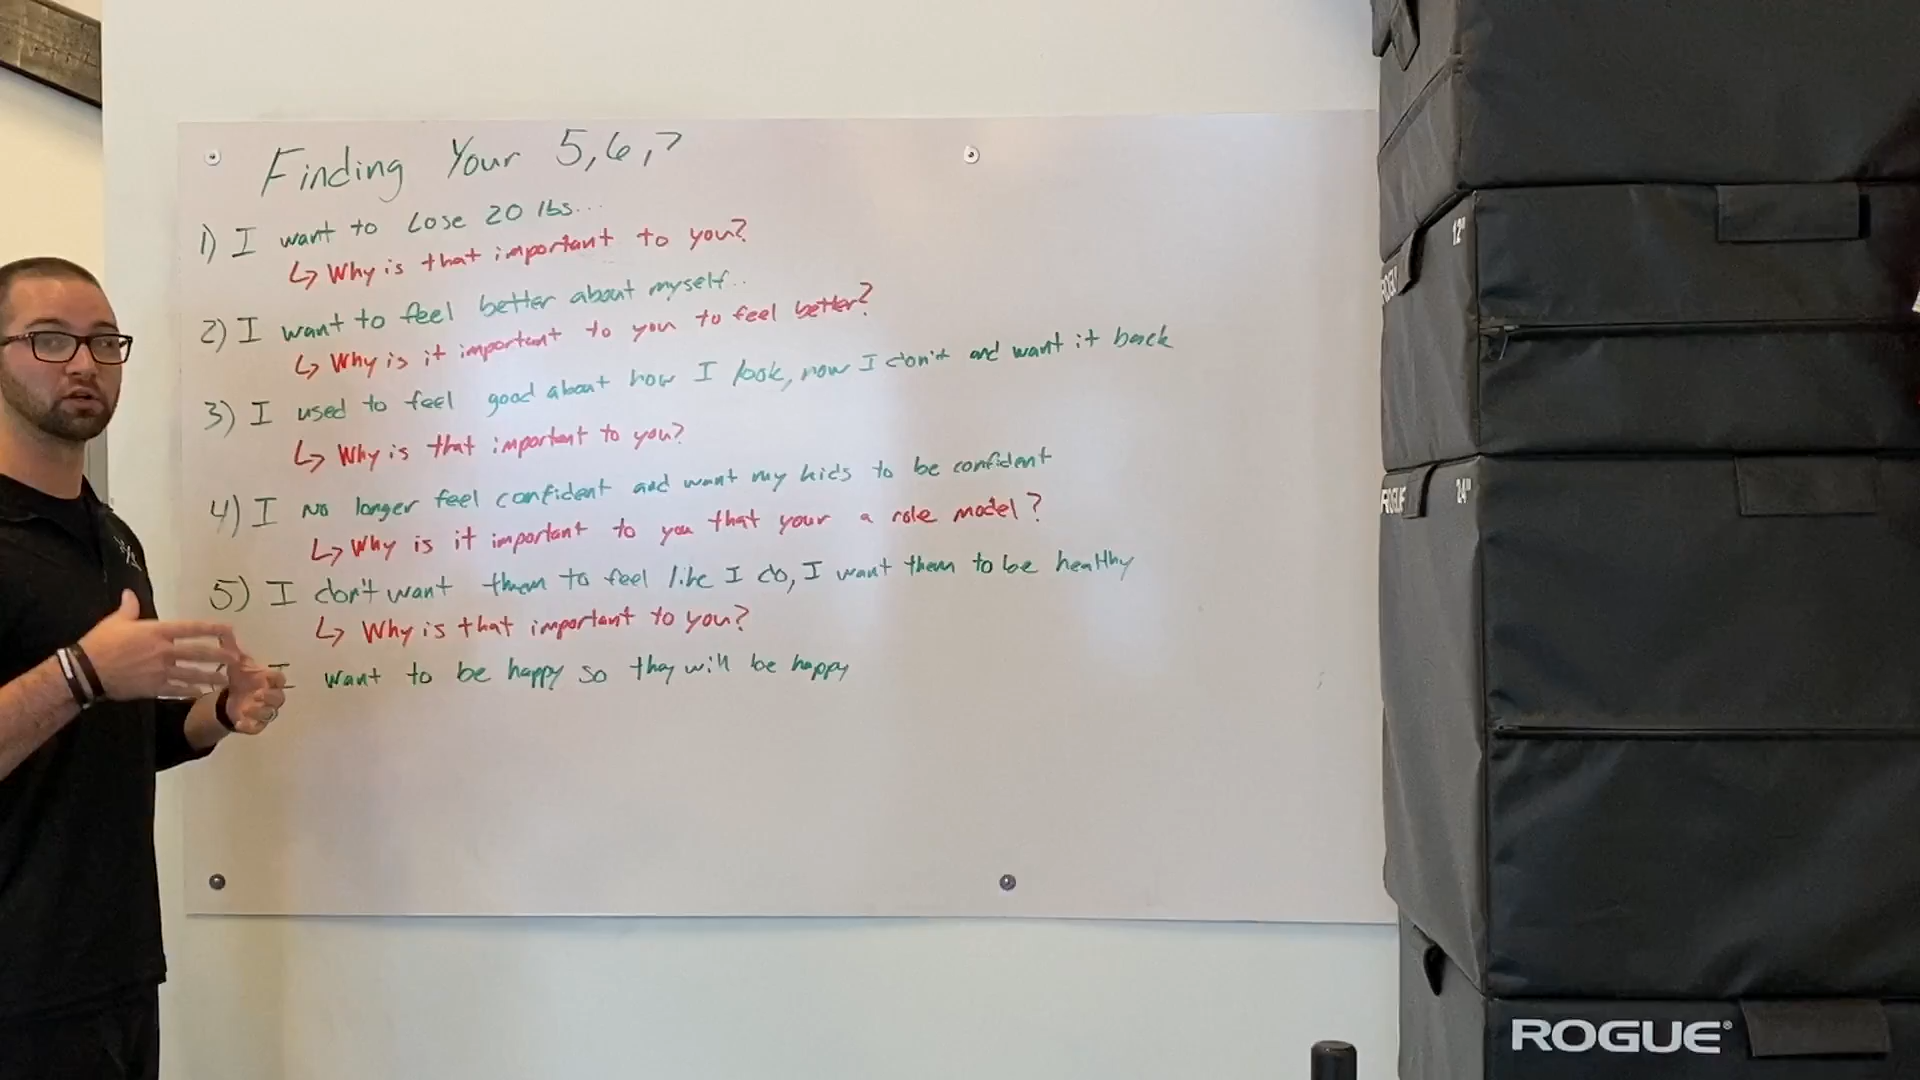 Finding Your 5,6,7
1) I want to Lose 20 lbs...
↳ Why is that important to you?
2) I want to feel better about myself...
↳ Why is it important to you to feel better?
3) I used to feel good about how I look, now I don't and want it back
↳ Why is that important to you?
4) I no longer feel confident and want my kids to be confident
↳ Why is it important to you that your a role model?
5) I don't want them to feel like I do, I want them to be healthy
↳ Why is that important to you?
I want to be happy so they will be happy
12"
ROGUE
24"
ROGUE®